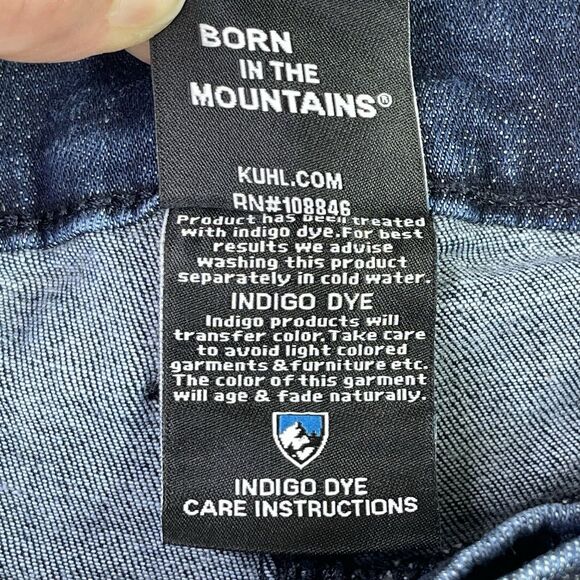 BORN
IN THE
MOUNTAINS®
KUHL.COM
RN#108846
Product has been treated
with indigo dye.For best
results we advise
washing this product
separately in cold water.
INDIGO DYE
Indigo products will
transfer color.Take care
to avoid light colored
garments &furniture etc.
The color of this garment
will age & fade naturally.
INDIGO DYE
CARE INSTRUCTIONS